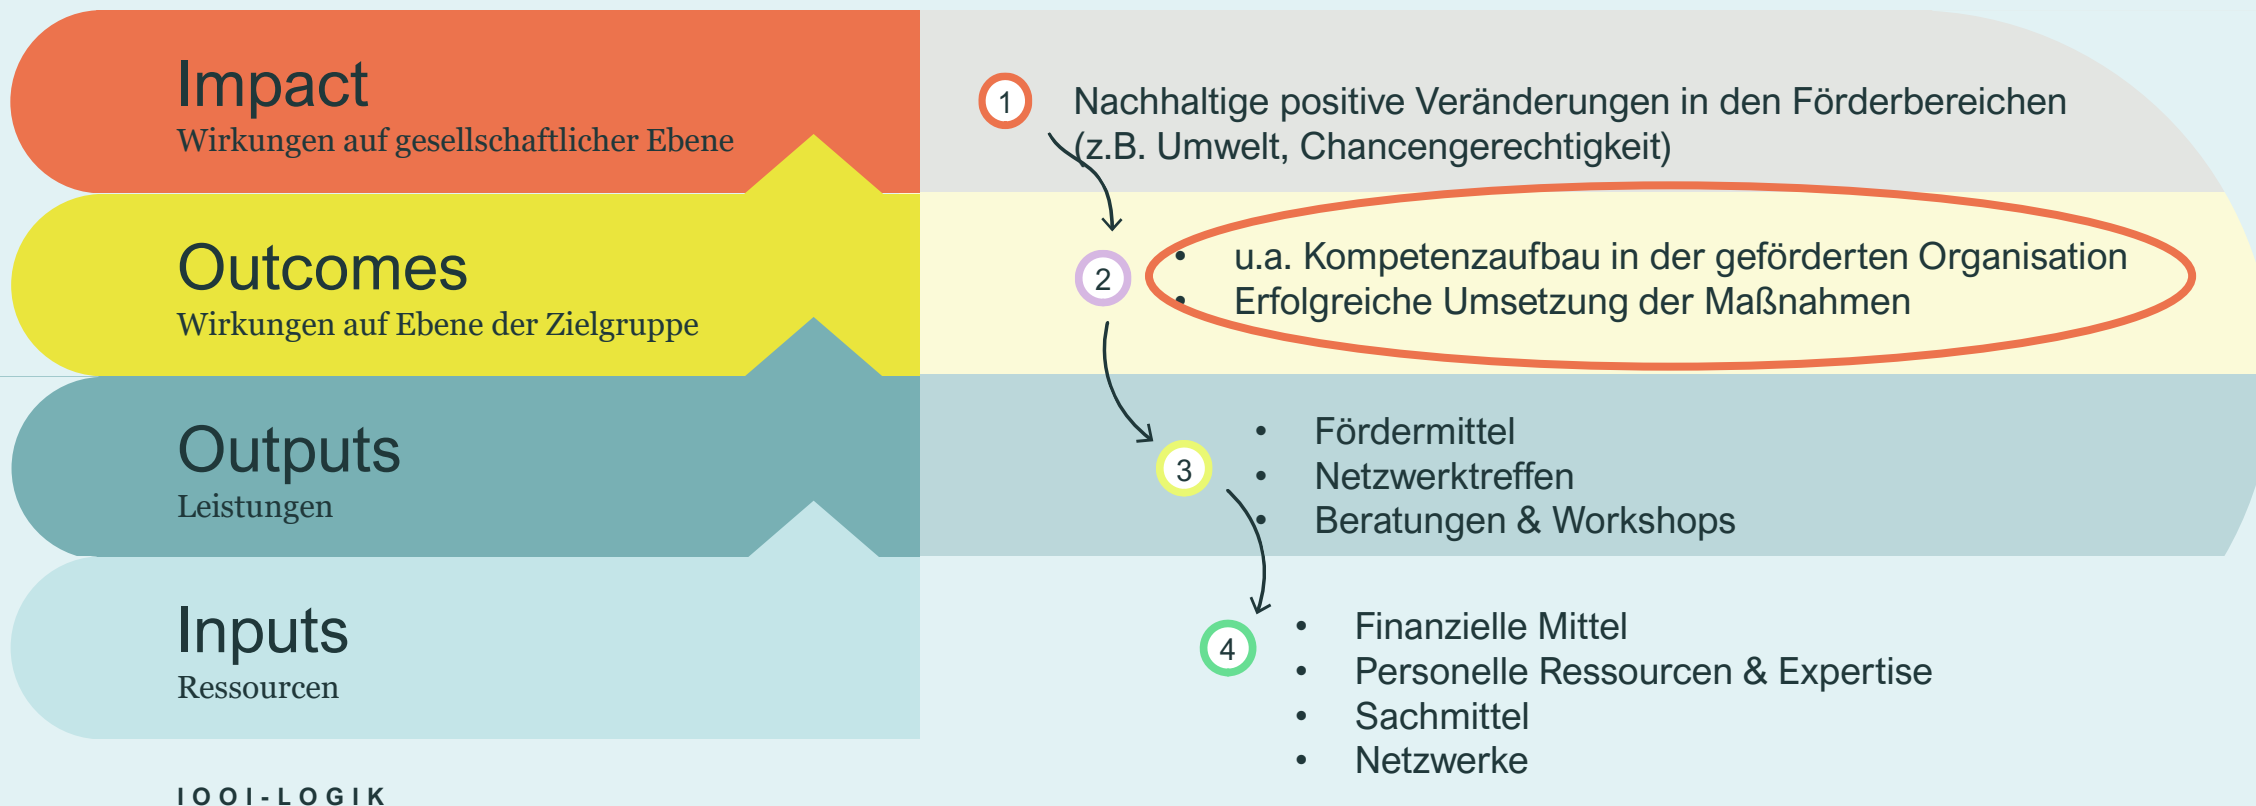 Impact
Wirkungen auf gesellschaftlicher Ebene
1
Nachhaltige positive Veränderungen in den Förderbereichen
(z.B. Umwelt, Chancengerechtigkeit)
Outcomes
Wirkungen auf Ebene der Zielgruppe
2
• u.a. Kompetenzaufbau in der geförderten Organisation
• Erfolgreiche Umsetzung der Maßnahmen
Outputs
Leistungen
3
• Fördermittel
• Netzwerktreffen
• Beratungen & Workshops
Inputs
Ressourcen
4
• Finanzielle Mittel
• Personelle Ressourcen & Expertise
• Sachmittel
• Netzwerke
IOOI-LOGIK